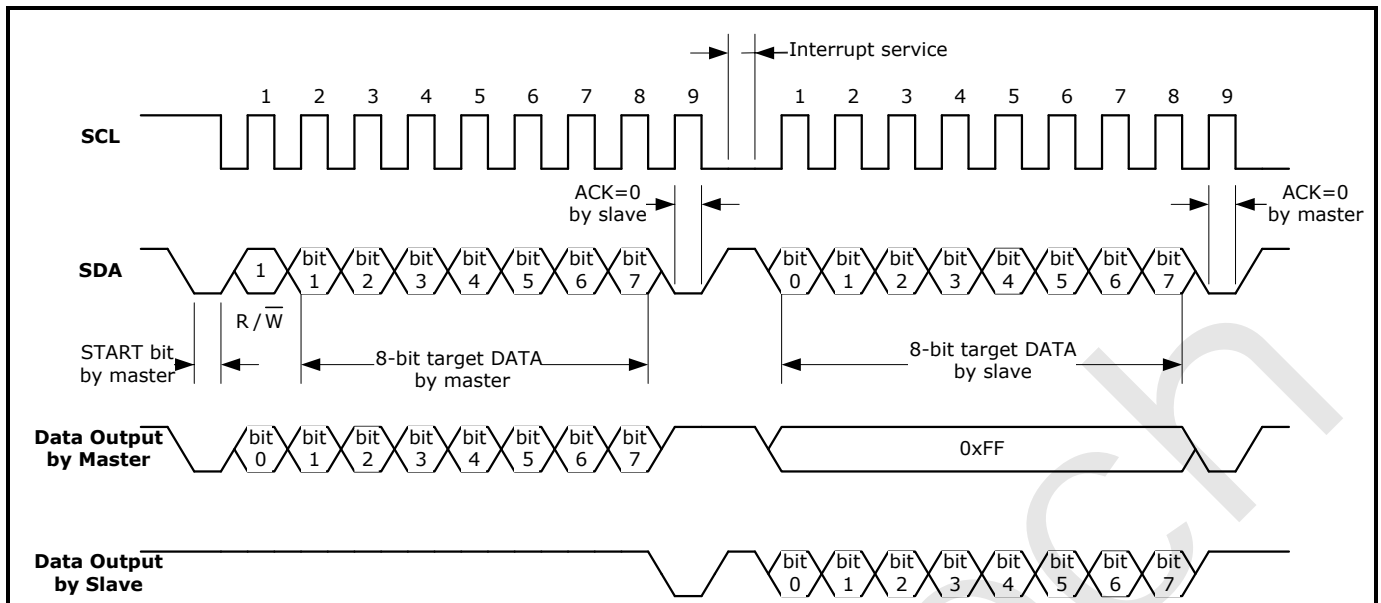 Interrupt service
1 2 3 4 5 6 7 8 9 1 2 3 4 5 6 7 8 9
SCL
ACK=0
by slave
ACK=0
by master
SDA
1 bit 1 bit 2 bit 3 bit 4 bit 5 bit 6 bit 7 bit 0 bit 1 bit 2 bit 3 bit 4 bit 5 bit 6 bit 7
R / W
START bit
by master
8-bit target DATA
by master
8-bit target DATA
by slave
Data Output
by Master
bit 0 bit 1 bit 2 bit 3 bit 4 bit 5 bit 6 bit 7
0xFF
Data Output
by Slave
bit 0 bit 1 bit 2 bit 3 bit 4 bit 5 bit 6 bit 7
ch